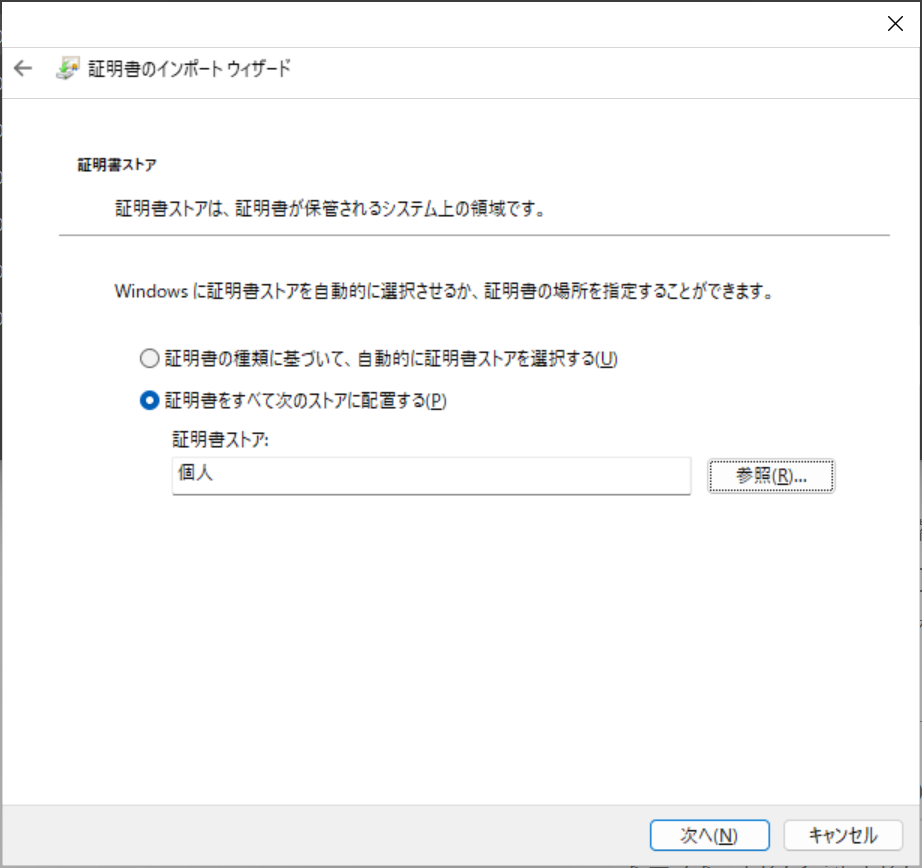 証明書のインポート ウィザード
証明書ストア
証明書ストアは、証明書が保管されるシステム上の領域です。
Windows に証明書ストアを自動的に選択させるか、証明書の場所を指定することができます。
証明書の種類に基づいて、自動的に証明書ストアを選択する(U)
証明書をすべて次のストアに配置する(P)
証明書ストア:
個人
参照(R)...
次へ(N)
キャンセル